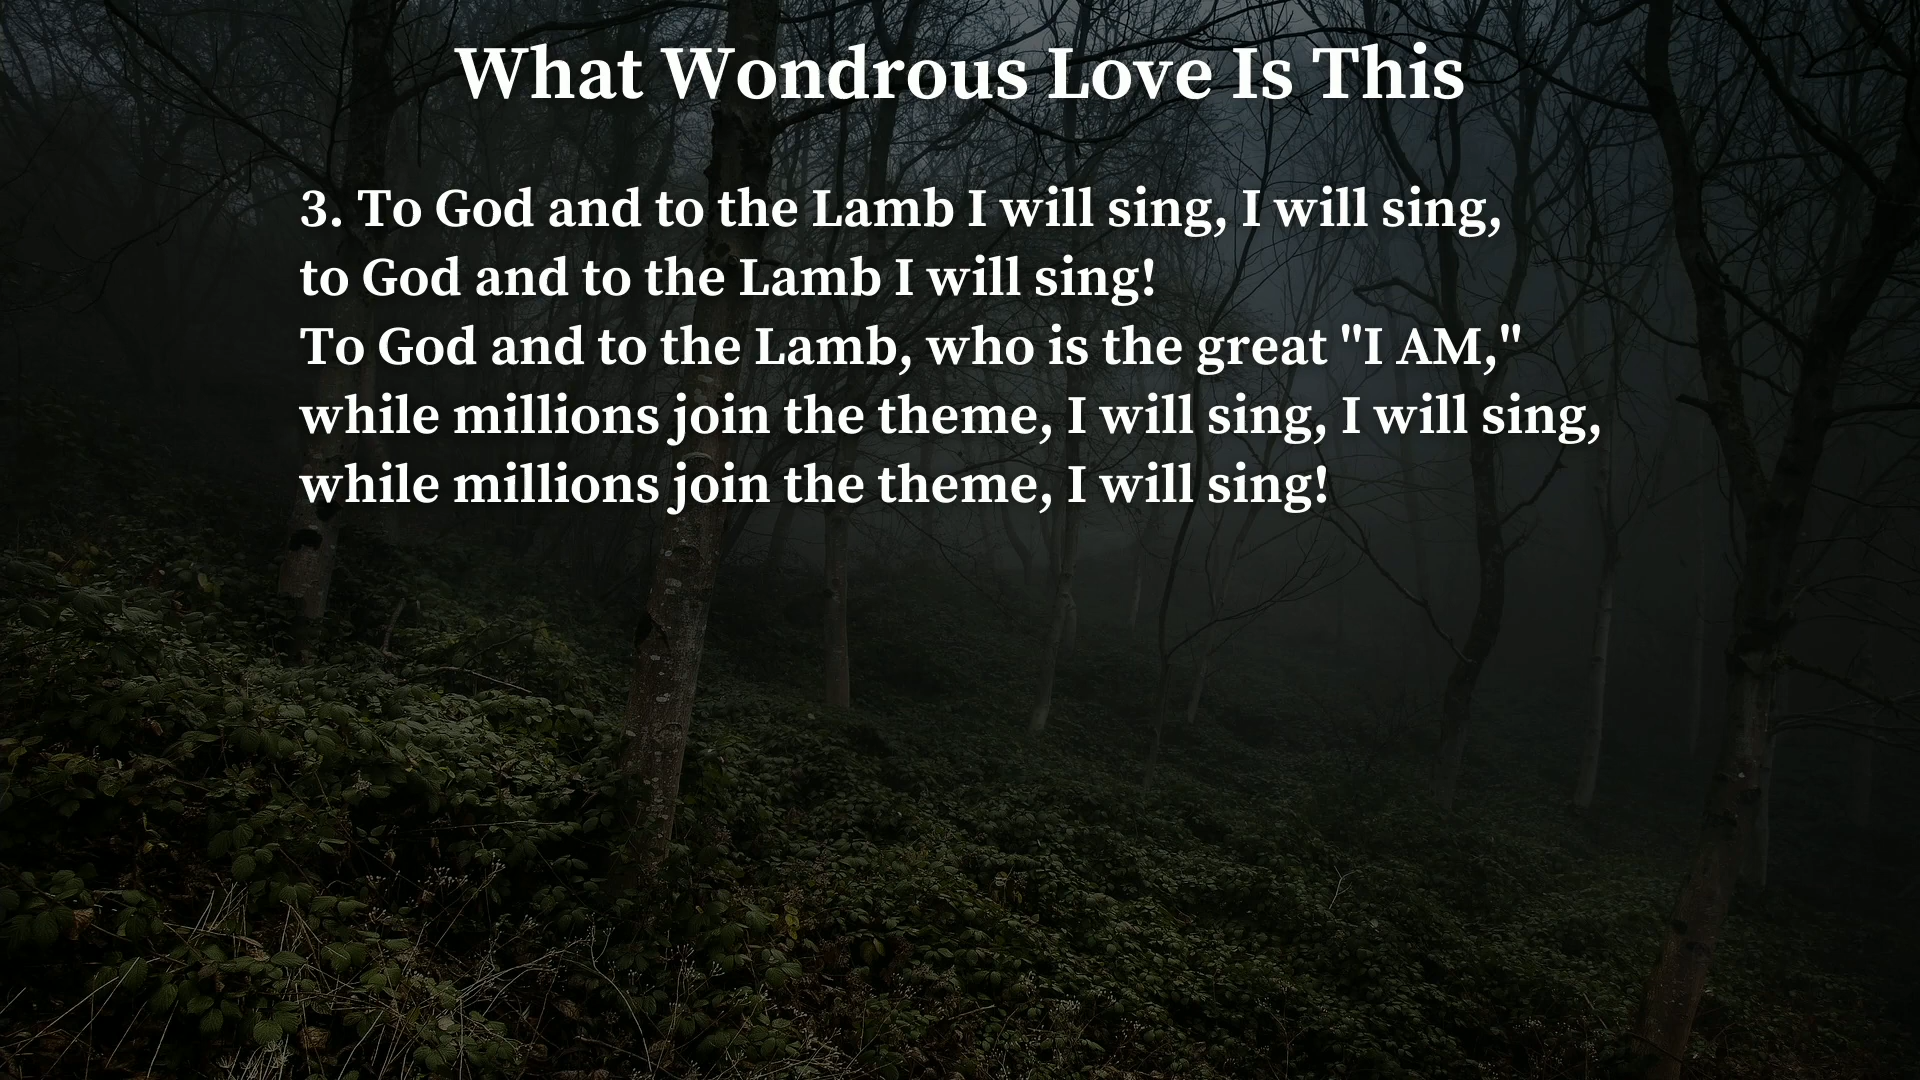 What Wondrous Love Is This
3. To God and to the Lamb I will sing, I will sing,
to God and to the Lamb I will sing!
To God and to the Lamb, who is the great "I AM,"
while millions join the theme, I will sing, I will sing,
while millions join the theme, I will sing!